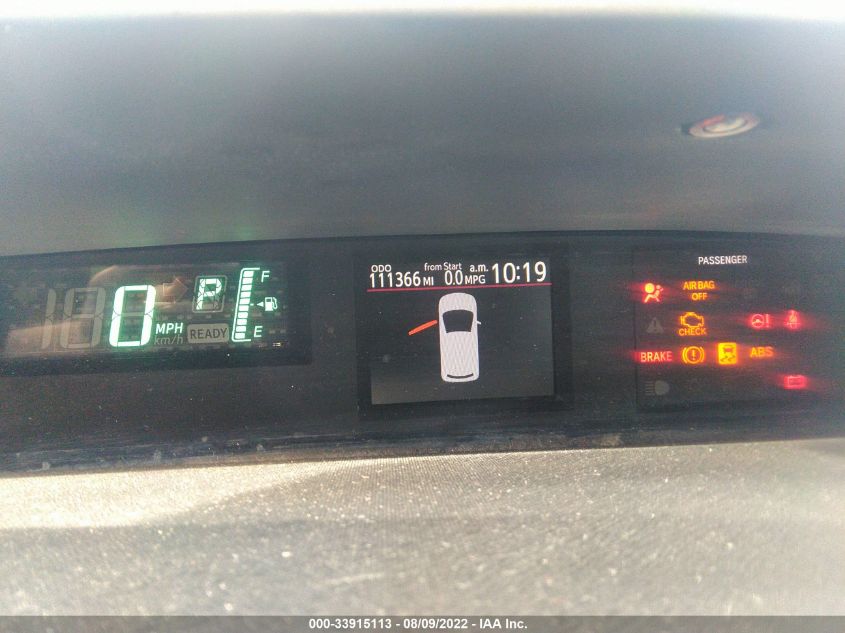 PASSENGER
ODO from Start a.m. 10:19
111366 MI 0.0 MPG
F
P
0 MPH
km/h
READY
E
AIR BAG
OFF
CHECK
BRAKE
ABS
000-33915113 - 08/09/2022 - IAA Inc.